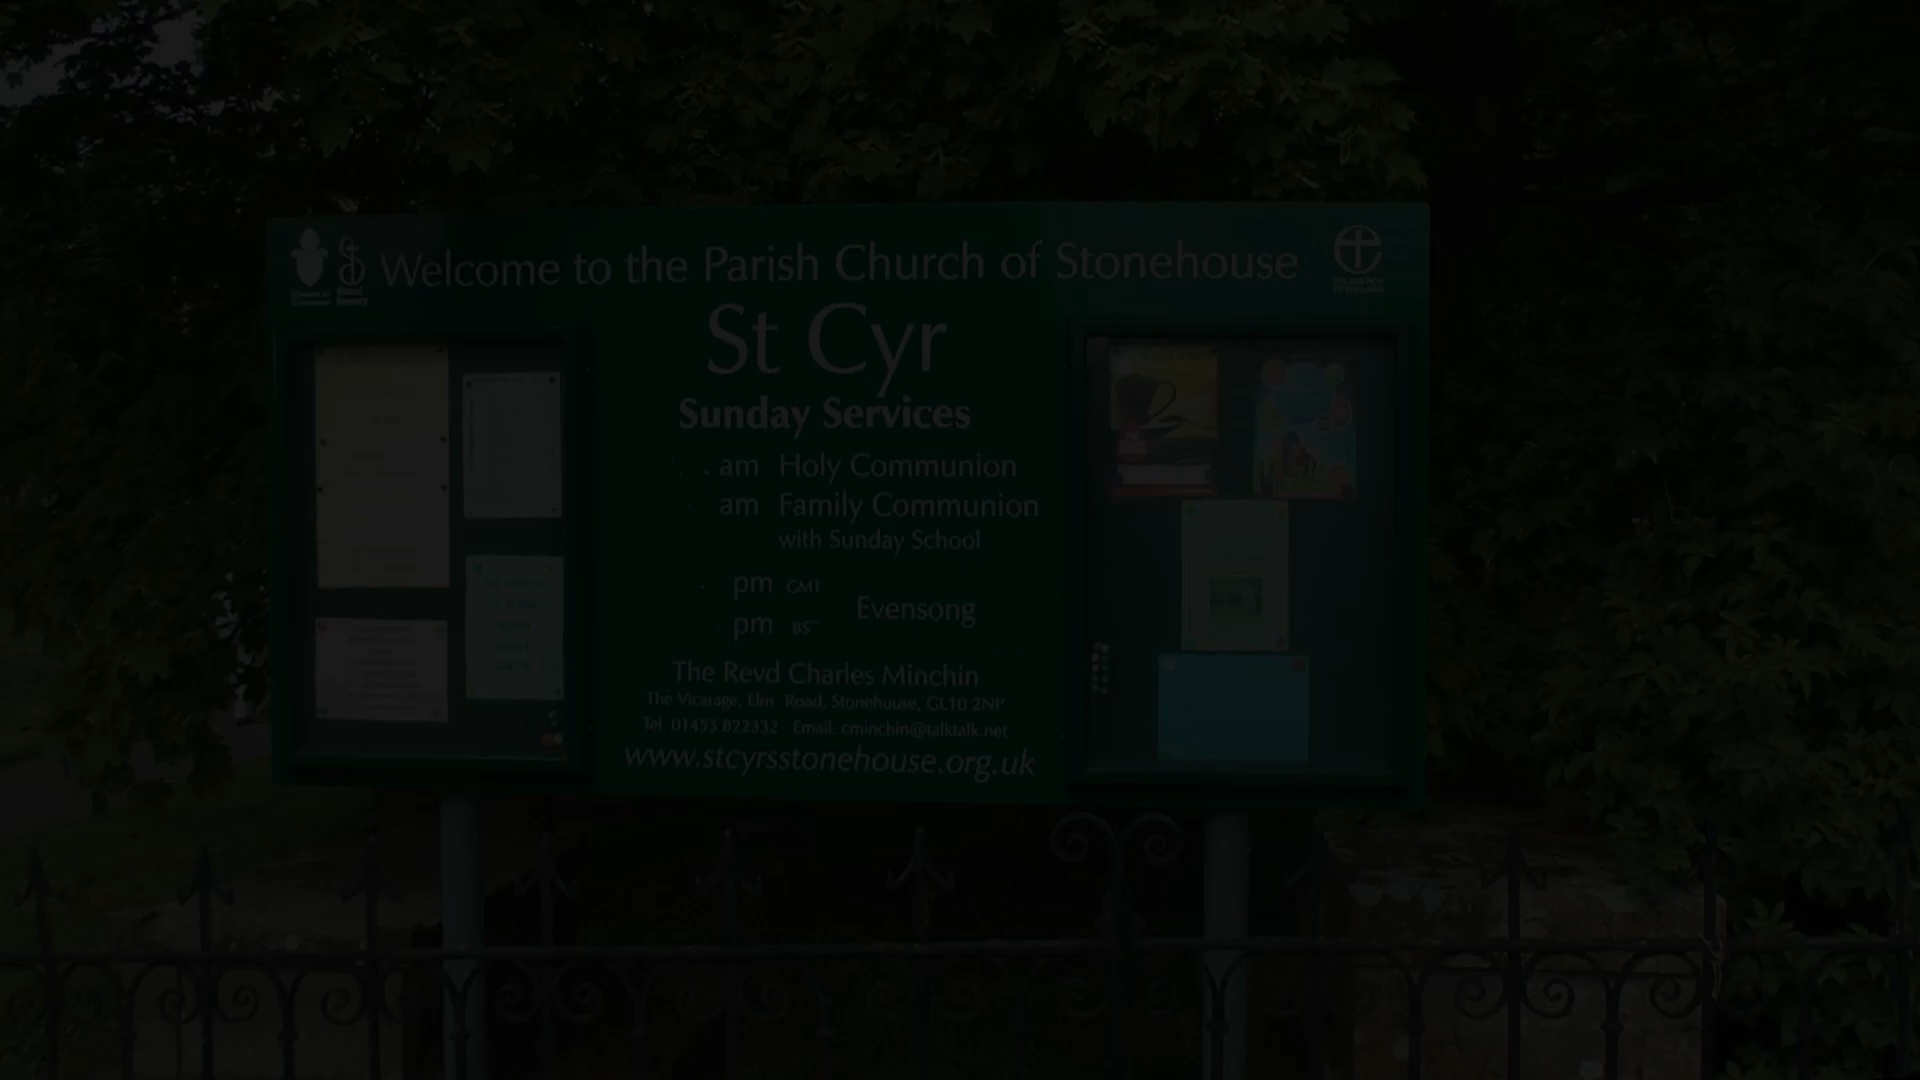 Welcome to the Parish Church of Stonehouse
St Cyr
Sunday Services
am Holy Communion
am Family Communion
with Sunday School
pm GMT
Evensong
pm BST
The Revd Charles Minchin
The Vicarage, Elm Road, Stonehouse, GL10 2NP
Tel. 01453 822332 Email. cminchin@talktalk.net
www.stcyrsstonehouse.org.uk